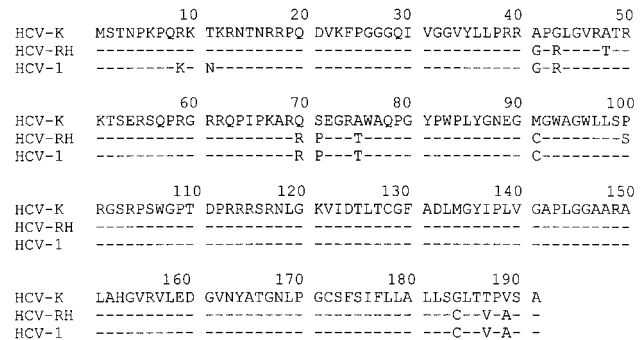 10 20 30 40 50
HCV-K MSTNPKPQRK TKRNTNRRPQ DVKFPGGGQI VGGVYLLPRR APGLGVRATR
HCV-RH ---------- ---------- ---------- ---------- G-R----T--
HCV-1 --------K- -N-------- ---------- ---------- G-R-------
60 70 80 90 100
HCV-K KTSERSQPRG RRQPIPKARQ SEGRAWAQPG YPWPLYGNEG MGWAGWLLSP
HCV-RH ---------- ---------R -P--T----- ---------- C--------S
HCV-1 ---------- ---------R -P--T----- ---------- C---------
110 120 130 140 150
HCV-K RGSRPSWGPT DPRRRSRNLG KVIDTLTCGF ADLMGYIPLV GAPLGGAARA
HCV-RH ---------- ---------- ---------- ---------- ----------
HCV-1 ---------- ---------- ---------- ---------- ----------
160 170 180 190
HCV-K LAHGVRVLED GVNYATGNLP GCSFSIFLLA LLSGLTTPVS A
HCV-RH ---------- ---------- ---------- ---C--V-A- -
HCV-1 ---------- ---------- ---------- ---C--V-A- -